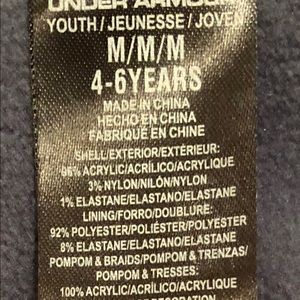 UNDER ARMOUR
YOUTH / JEUNESSE / JOVEN
M/M/M
4-6YEARS
MADE IN CHINA
HECHO EN CHINA
FABRIQUÉ EN CHINE
SHELL/EXTERIOR/EXTÉRIEUR:
96% ACRYLIC/ACRÍLICO/ACRYLIQUE
3% NYLON/NILÓN/NYLON
1% ELASTANE/ELASTANO/ELASTANE
LINING/FORRO/DOUBLURE:
92% POLYESTER/POLIÉSTER/POLYESTER
8% ELASTANE/ELASTANO/ELASTANE
POMPOM & BRAIDS/POMPOM & TRENZAS/
POMPOM & TRESSES:
100% ACRYLIC/ACRÍLICO/ACRYLIQUE
DECORATION